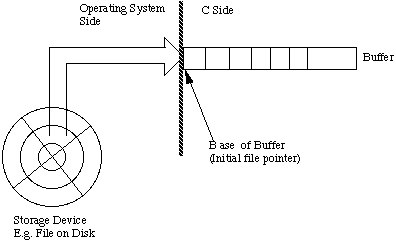 Operating System
Side
C Side
Buffer
Base of Buffer
(Initial file pointer)
Storage Device
E.g. File on Disk